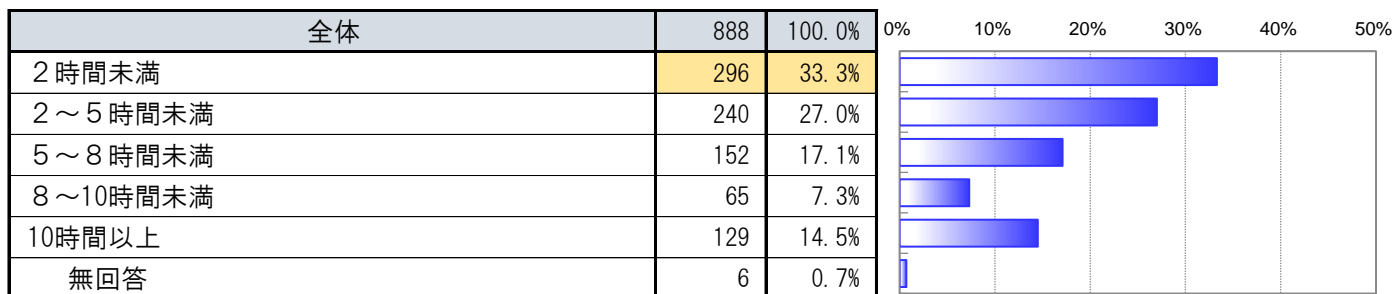 全体 888 100.0% 0% 10% 20% 30% 40% 50%
２時間未満 296 33.3%
２～５時間未満 240 27.0%
５～８時間未満 152 17.1%
８～10時間未満 65 7.3%
10時間以上 129 14.5%
無回答 6 0.7%